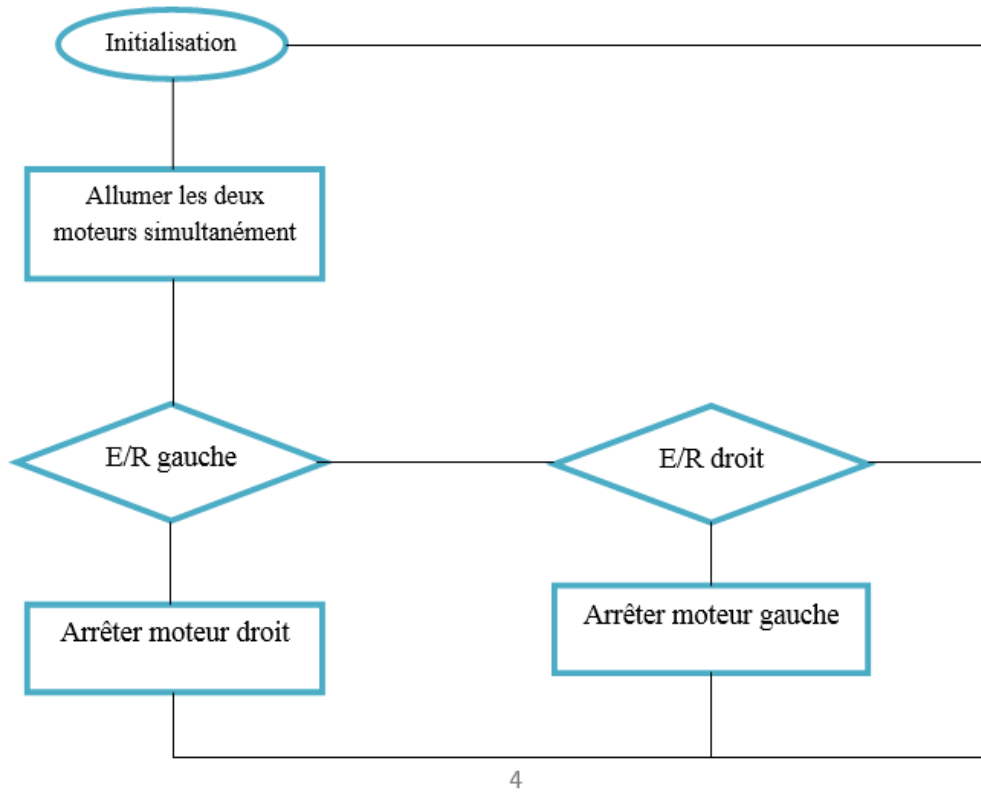 Initialisation
Allumer les deux
moteurs simultanément
E/R gauche
E/R droit
Arrêter moteur droit
Arrêter moteur gauche
4